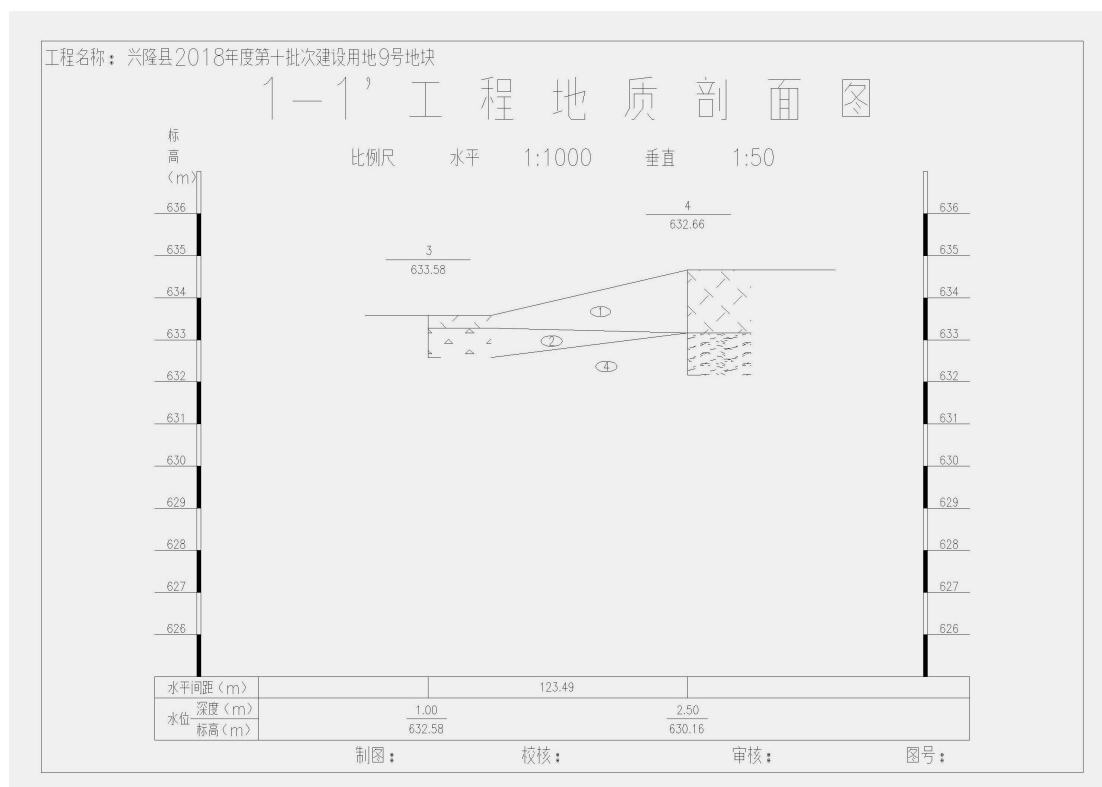 工程名称：兴隆县2018年度第十批次建设用地9号地块
1—1’工程地质剖面图
标高(m)
比例尺 水平 1:1000 垂直 1:50
636 636
4
632.66
635 635
3
633.58
634 634
①
633 633
②
④
632 632
631 631
630 630
629 629
628 628
627 627
626 626
水平间距(m) 123.49
水位 深度(m) 1.00 2.50
标高(m) 632.58 630.16
制图： 校核： 审核： 图号：